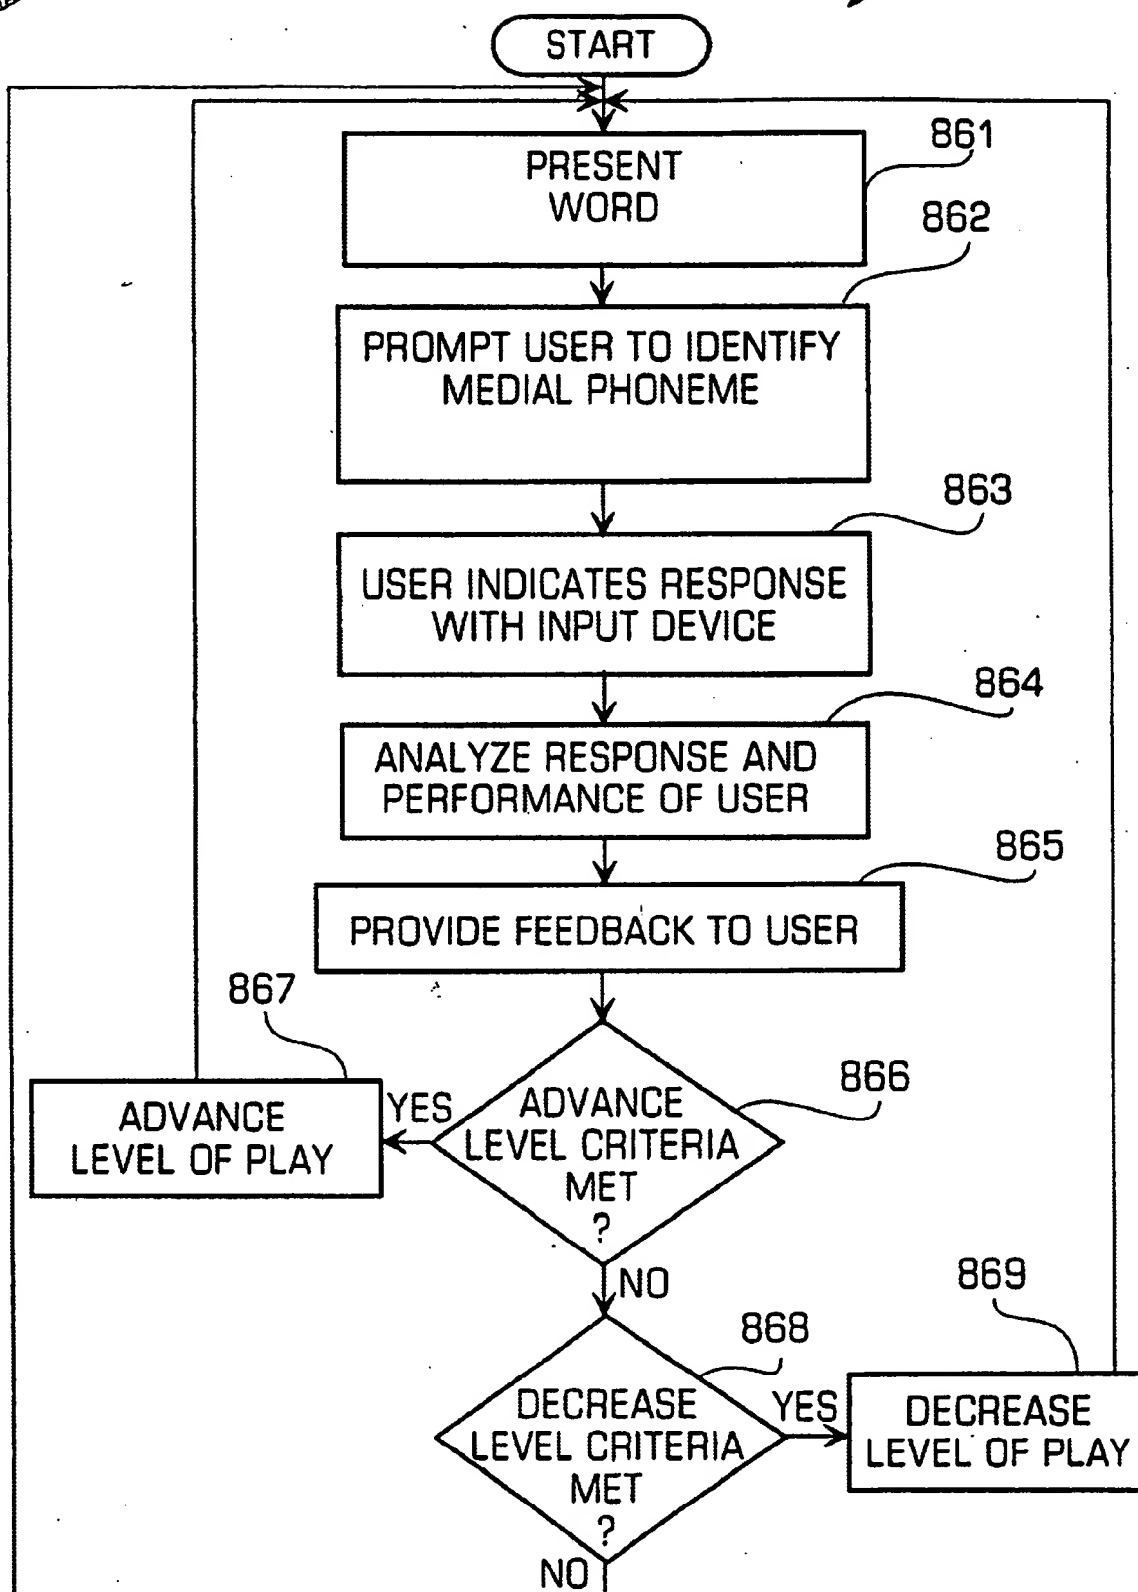 START
861
PRESENT
WORD
862
PROMPT USER TO IDENTIFY
MEDIAL PHONEME
863
USER INDICATES RESPONSE
WITH INPUT DEVICE
864
ANALYZE RESPONSE AND
PERFORMANCE OF USER
865
PROVIDE FEEDBACK TO USER
867
866
ADVANCE
LEVEL OF PLAY
YES
ADVANCE
LEVEL CRITERIA
MET
?
NO
869
868
DECREASE
LEVEL CRITERIA
MET
?
YES
DECREASE
LEVEL OF PLAY
NO